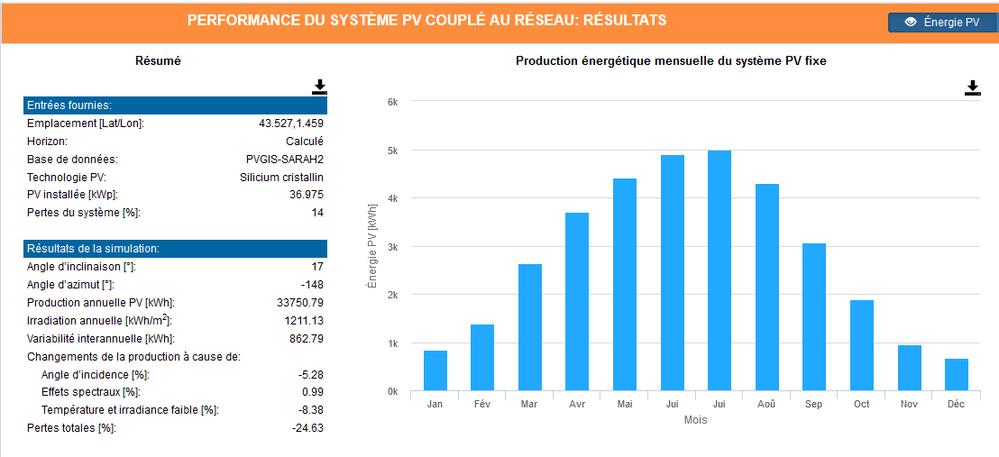 PERFORMANCE DU SYSTÈME PV COUPLÉ AU RÉSEAU: RÉSULTATS
Énergie PV
Résumé
Entrées fournies:
Emplacement [Lat/Lon]: 43.527,1.459
Horizon: Calculé
Base de données: PVGIS-SARAH2
Technologie PV: Silicium cristallin
PV installée [kWp]: 36.975
Pertes du système [%]: 14
Résultats de la simulation:
Angle d'inclinaison [°]: 17
Angle d'azimut [°]: -148
Production annuelle PV [kWh]: 33750.79
Irradiation annuelle [kWh/m²]: 1211.13
Variabilité interannuelle [kWh]: 862.79
Changements de la production à cause de:
Angle d'incidence [%]: -5.28
Effets spectraux [%]: 0.99
Température et irradiance faible [%]: -8.38
Pertes totales [%]: -24.63
Production énergétique mensuelle du système PV fixe
Énergie PV [kWh]
6k
5k
4k
3k
2k
1k
0k
Jan Fév Mar Avr Mai Jui Jui Aoû Sep Oct Nov Déc
Mois